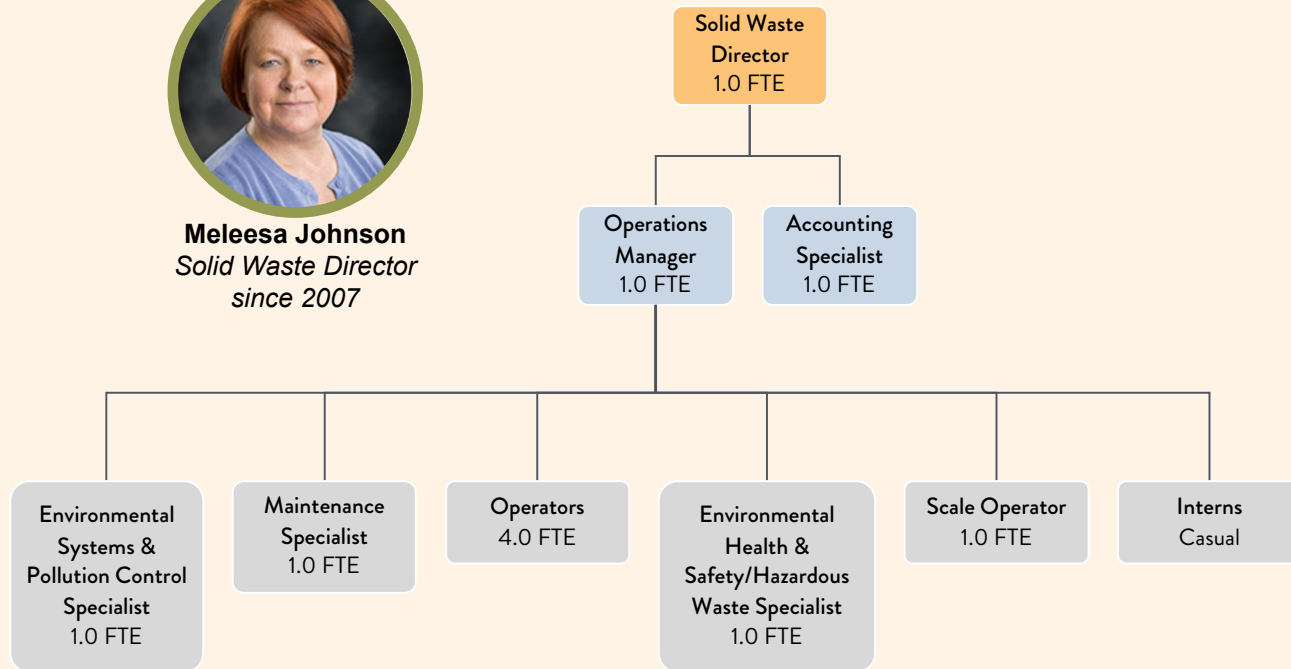 Meleesa Johnson
Solid Waste Director
since 2007
Solid Waste
Director
1.0 FTE
Operations
Manager
1.0 FTE
Accounting
Specialist
1.0 FTE
Environmental
Systems &
Pollution Control
Specialist
1.0 FTE
Maintenance
Specialist
1.0 FTE
Operators
4.0 FTE
Environmental
Health &
Safety/Hazardous
Waste Specialist
1.0 FTE
Scale Operator
1.0 FTE
Interns
Casual